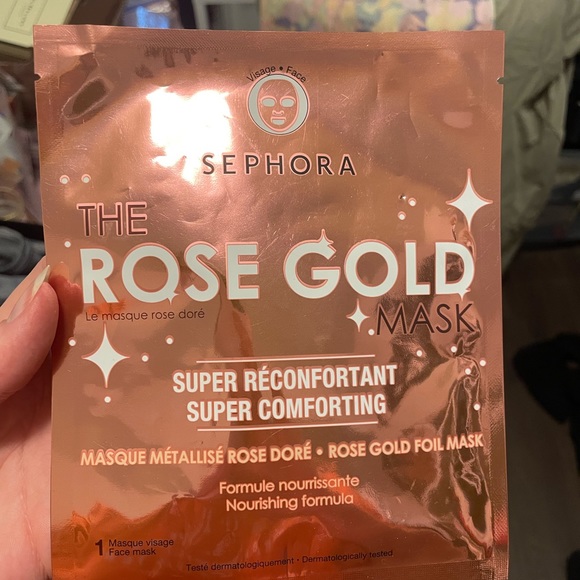 Visage • Face
SEPHORA
THE
ROSE GOLD
Le masque rose doré
MASK
SUPER RÉCONFORTANT
SUPER COMFORTING
MASQUE MÉTALLISÉ ROSE DORÉ • ROSE GOLD FOIL MASK
Formule nourrissante
Nourishing formula
1 Masque visage
Face mask
Testé dermatologiquement • Dermatologically tested